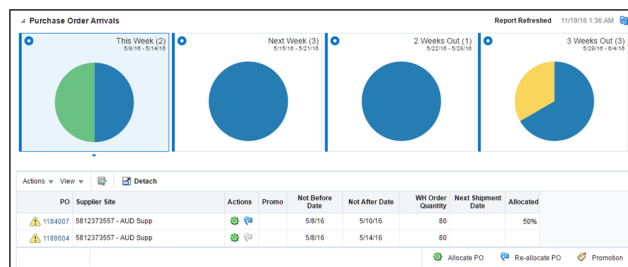 Purchase Order Arrivals
Report Refreshed 11/19/16 1:36 AM
This Week (2)
5/8/16 - 5/14/16
Next Week (3)
5/15/16 - 5/21/16
2 Weeks Out (1)
5/22/16 - 5/28/16
3 Weeks Out (3)
5/29/16 - 6/4/16
Actions View Detach
PO Supplier Site Actions Promo Not Before Date Not After Date WH Order Quantity Next Shipment Date Allocated
1184007 5812373557 - AUD Supp 5/8/16 5/10/16 80 50%
1189004 5812373557 - AUD Supp 5/8/16 5/14/16 80
Allocate PO Re-allocate PO Promotion